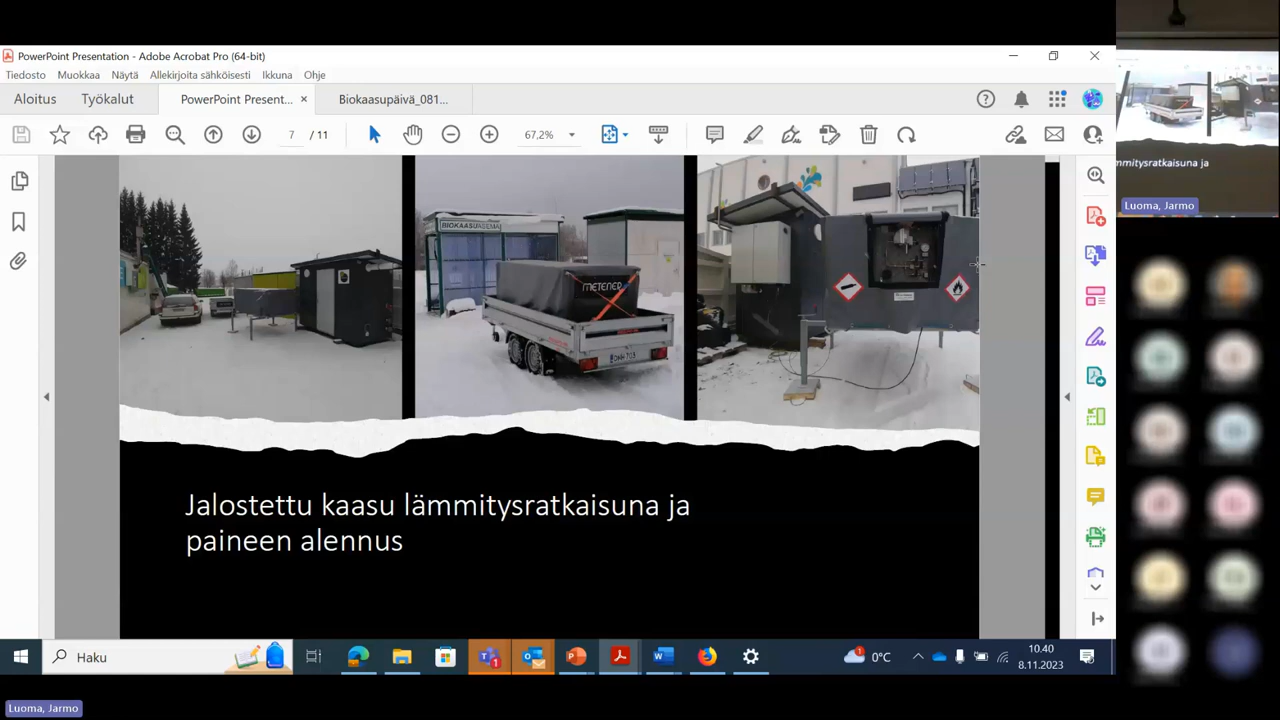 PowerPoint Presentation - Adobe Acrobat Pro (64-bit)
Tiedosto Muokkaa Näytä Allekirjoita sähköisesti Ikkuna Ohje
Aloitus Työkalut PowerPoint Present... × Biokaasupäivä_081...
7 / 11 67,2%
BIOKAASUASEMA
METENER
Jalostettu kaasu lämmitysratkaisuna ja
paineen alennus
mmitysratkaisuna ja
Luoma, Jarmo
Haku
1
1
0°C
10.40
8.11.2023
Luoma, Jarmo